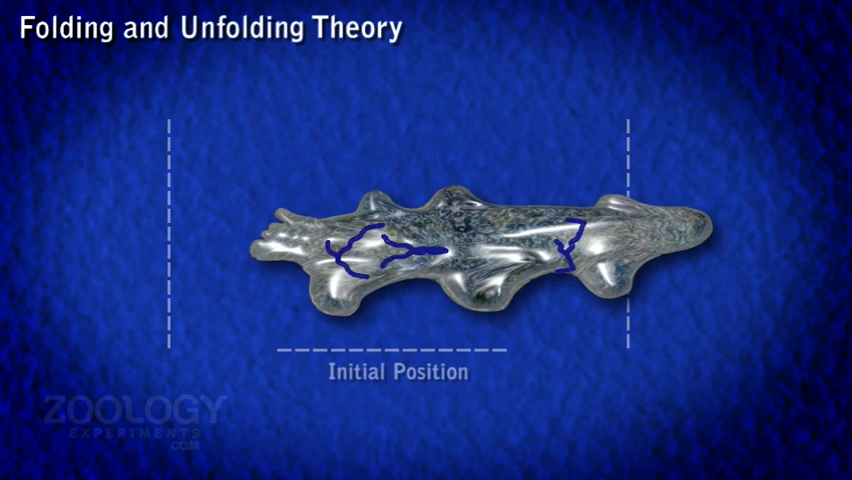 Folding and Unfolding Theory
Initial Position
ZOOLOGY
EXPERIMENTS
.COM